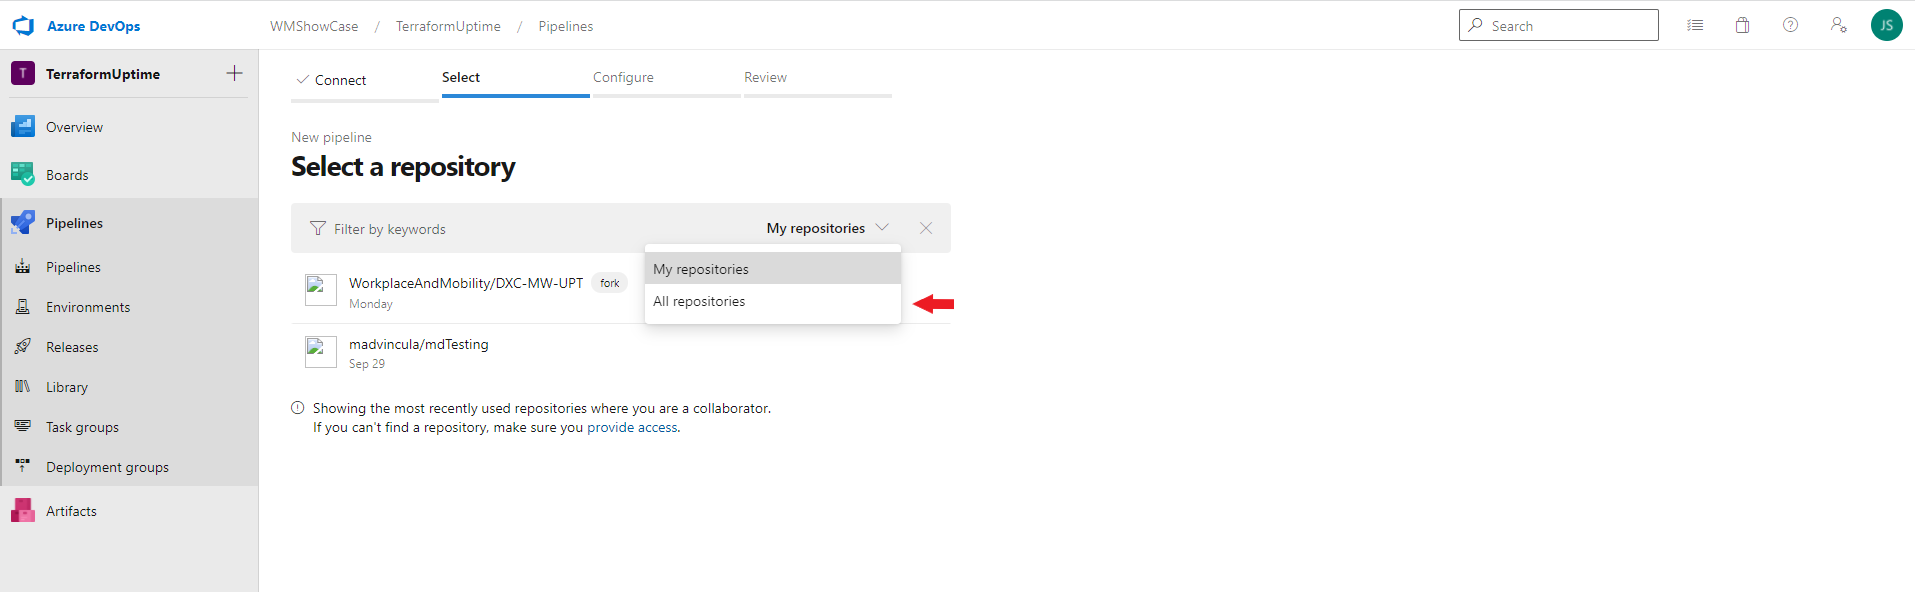 Azure DevOps
WMShowCase / TerraformUptime / Pipelines
Search
JS
T TerraformUptime
Overview
Boards
Pipelines
Pipelines
Environments
Releases
Library
Task groups
Deployment groups
Artifacts
Connect
Select
Configure
Review
New pipeline
Select a repository
Filter by keywords
My repositories
My repositories
All repositories
WorkplaceAndMobility/DXC-MW-UPT fork
Monday
madvincula/mdTesting
Sep 29
Showing the most recently used repositories where you are a collaborator.
If you can't find a repository, make sure you provide access.